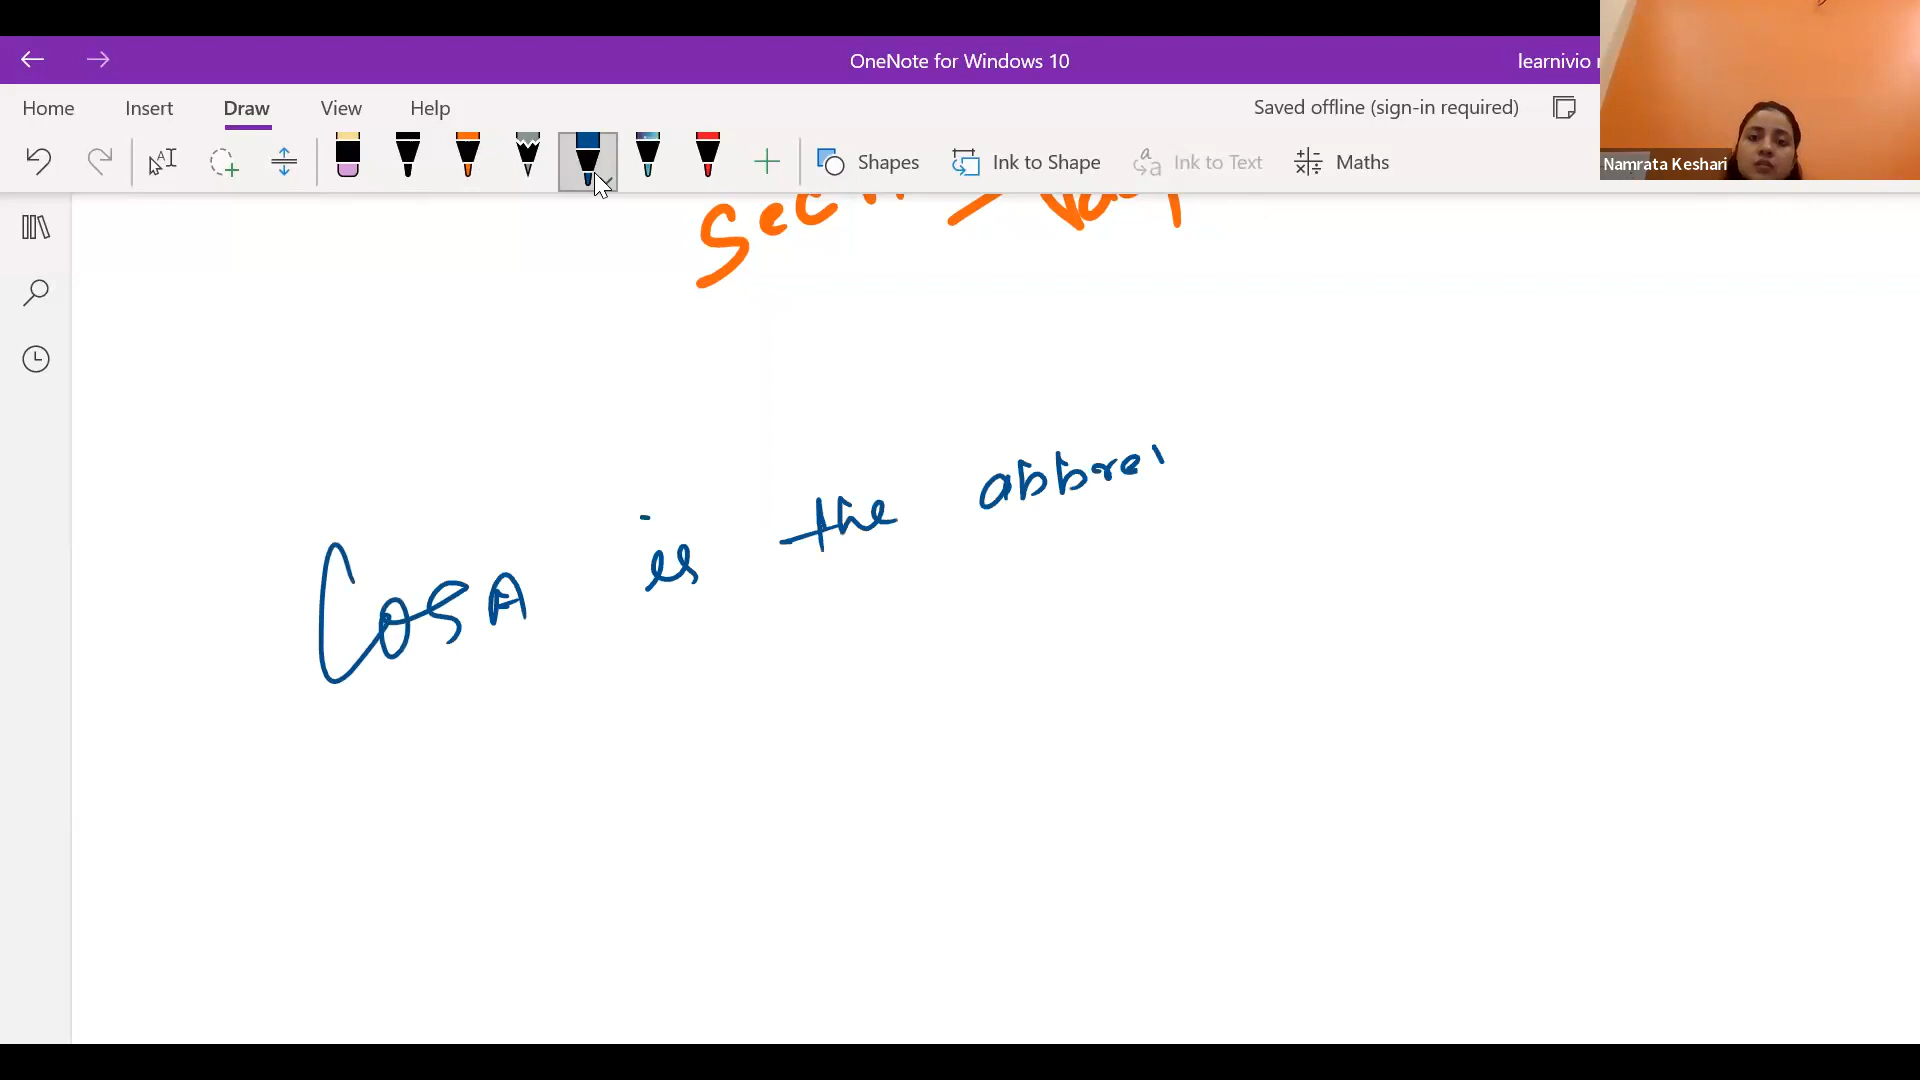 OneNote for Windows 10
learnivio
Home Insert Draw View Help
Saved offline (sign-in required)
Shapes Ink to Shape Ink to Text Maths
Namrata Keshari
CosA is the abbrei